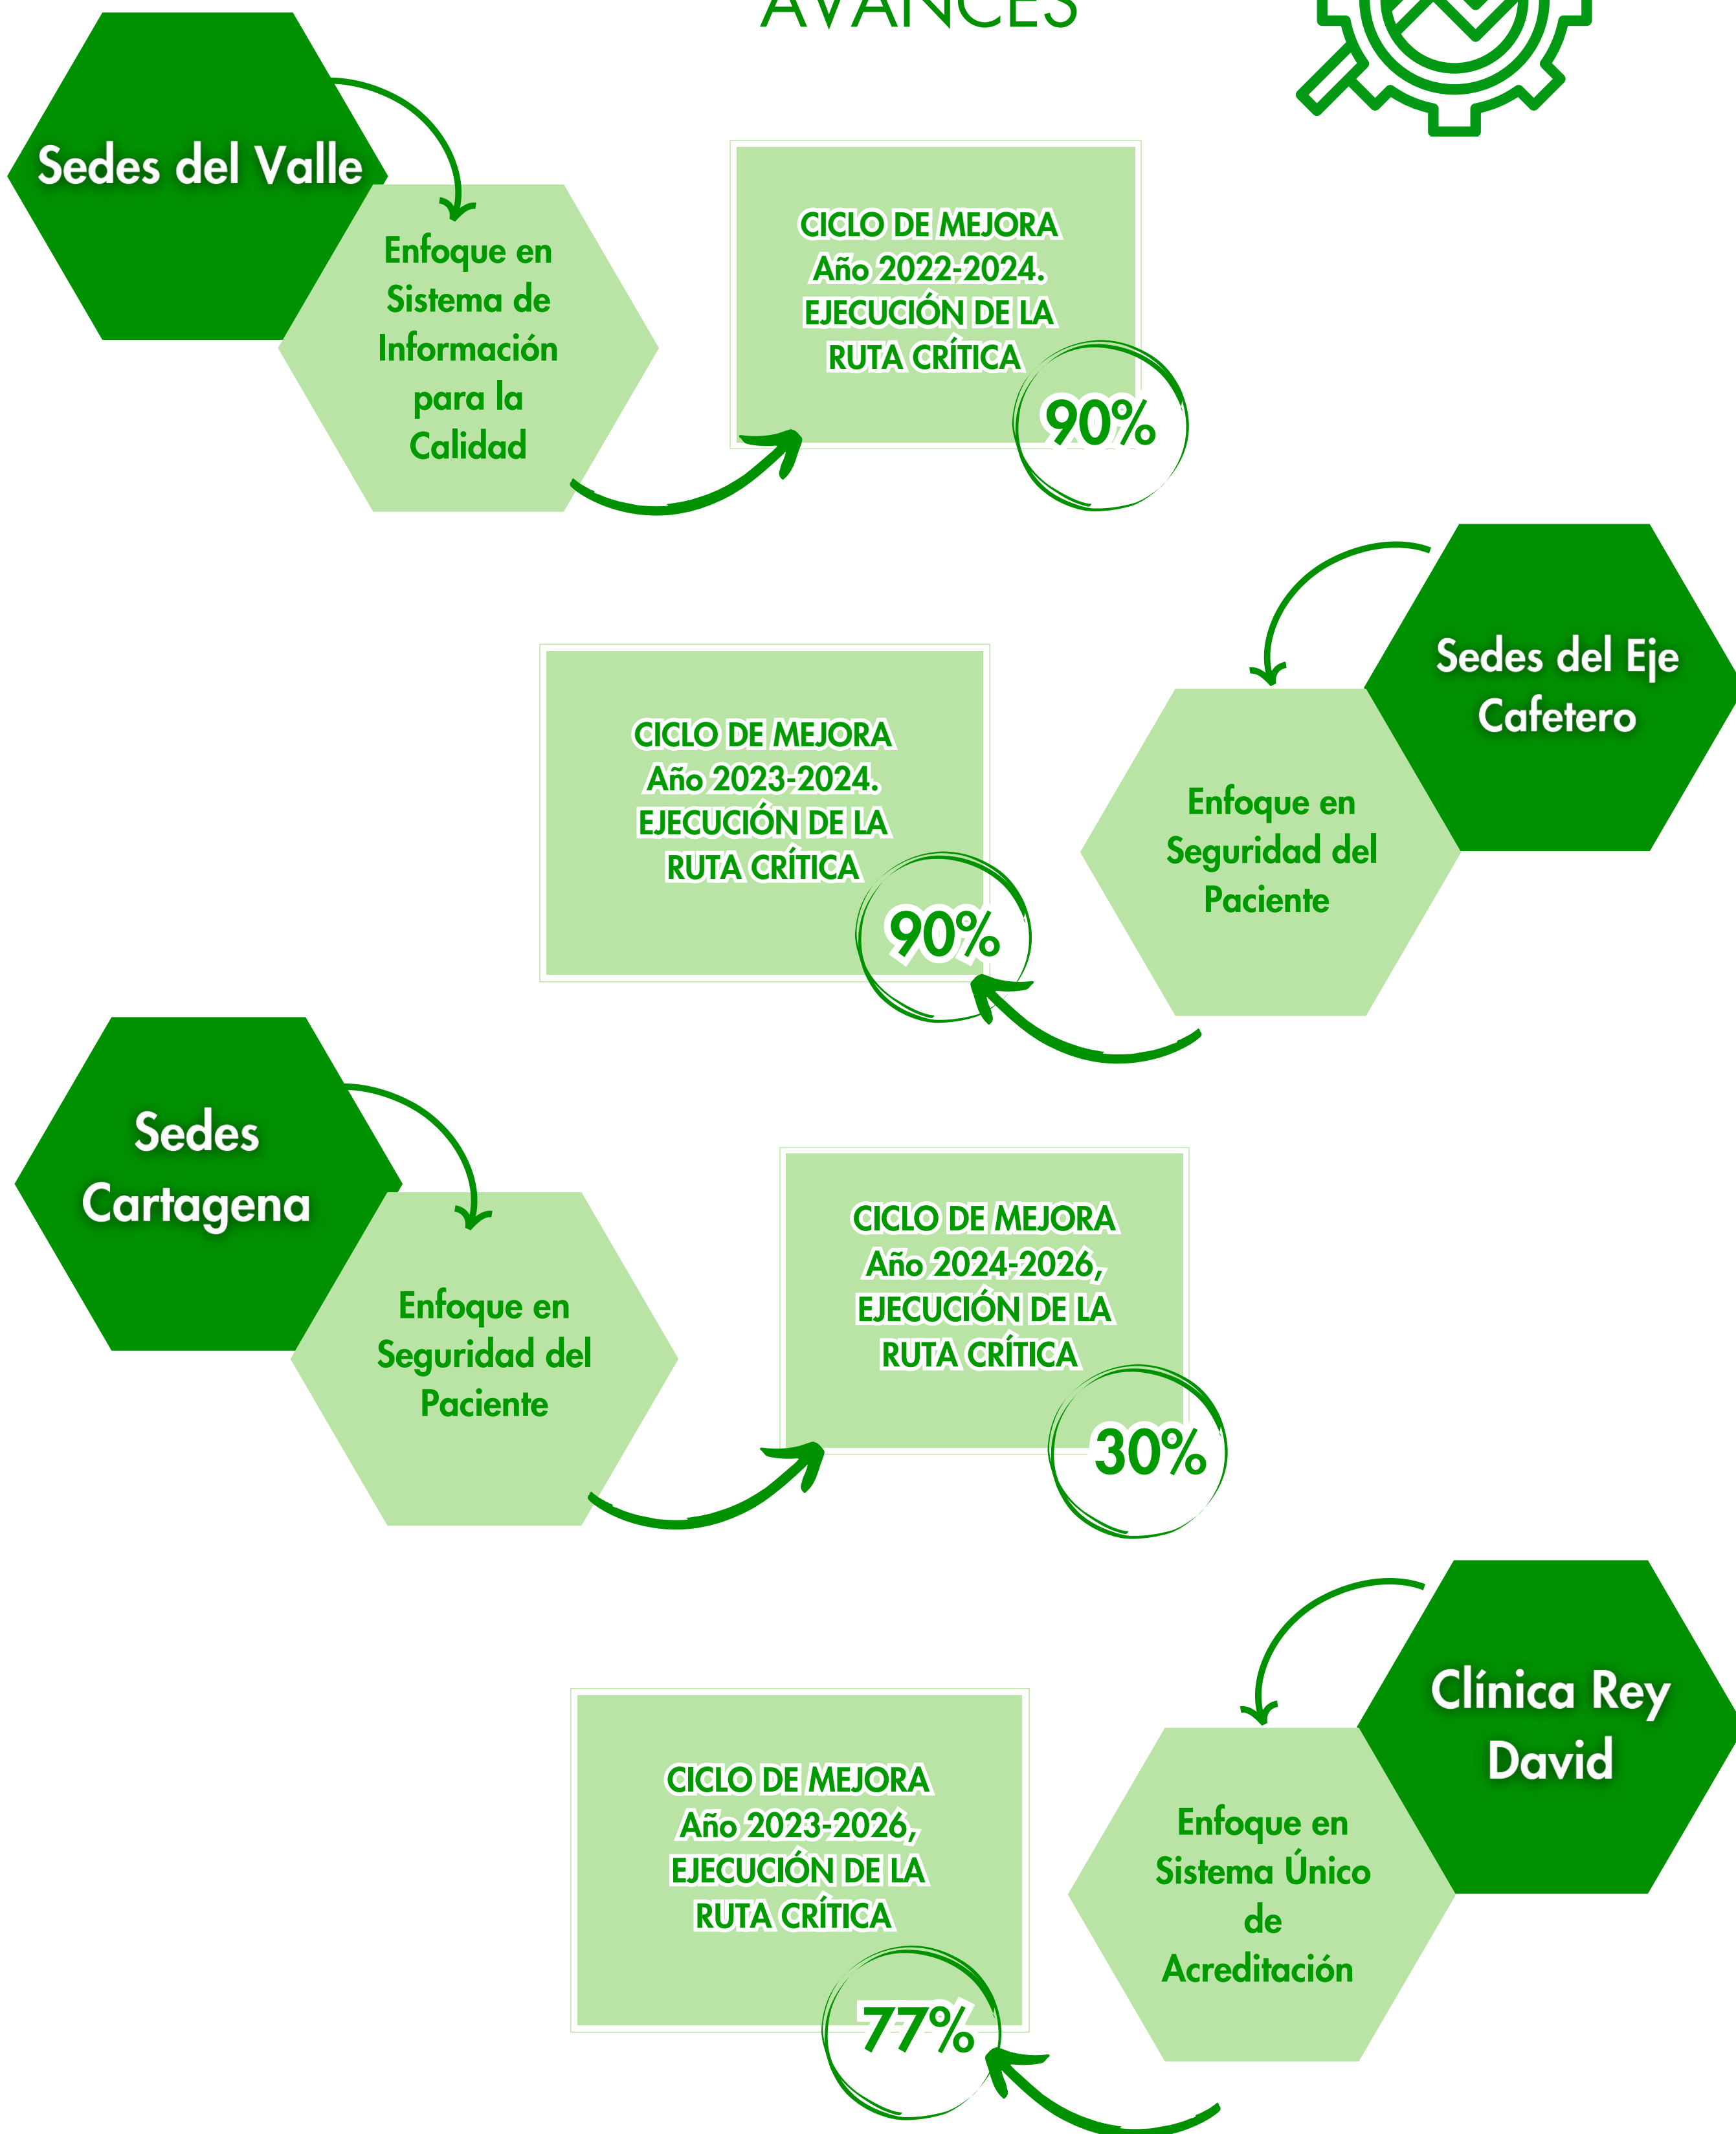 AVANCES
Sedes del Valle
Enfoque en
Sistema de
Información
para la
Calidad
CICLO DE MEJORA
Año 2022-2024.
EJECUCIÓN DE LA
RUTA CRÍTICA
90%
Sedes del Eje
Cafetero
Enfoque en
Seguridad del
Paciente
CICLO DE MEJORA
Año 2023-2024.
EJECUCIÓN DE LA
RUTA CRÍTICA
90%
Sedes
Cartagena
Enfoque en
Seguridad del
Paciente
CICLO DE MEJORA
Año 2024-2026,
EJECUCIÓN DE LA
RUTA CRÍTICA
30%
Clínica Rey
David
Enfoque en
Sistema Único
de
Acreditación
CICLO DE MEJORA
Año 2023-2026,
EJECUCIÓN DE LA
RUTA CRÍTICA
77%